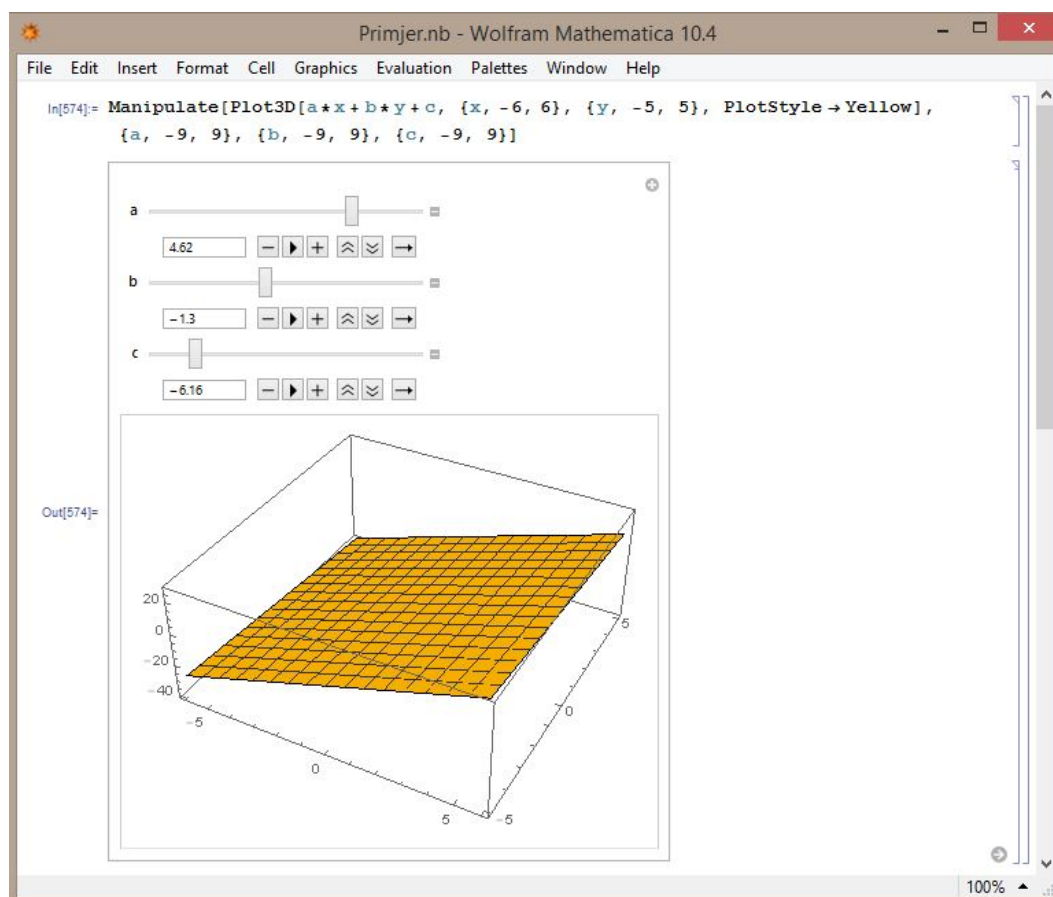 Primjer.nb - Wolfram Mathematica 10.4
File Edit Insert Format Cell Graphics Evaluation Palettes Window Help
In[574]:= Manipulate[Plot3D[a*x+b*y+c, {x, -6, 6}, {y, -5, 5}, PlotStyle→Yellow],
{a, -9, 9}, {b, -9, 9}, {c, -9, 9}]
a
4.62
b
-1.3
c
-6.16
Out[574]=
20
0
-20
-40
-5
0
5
-5
0
5
100%